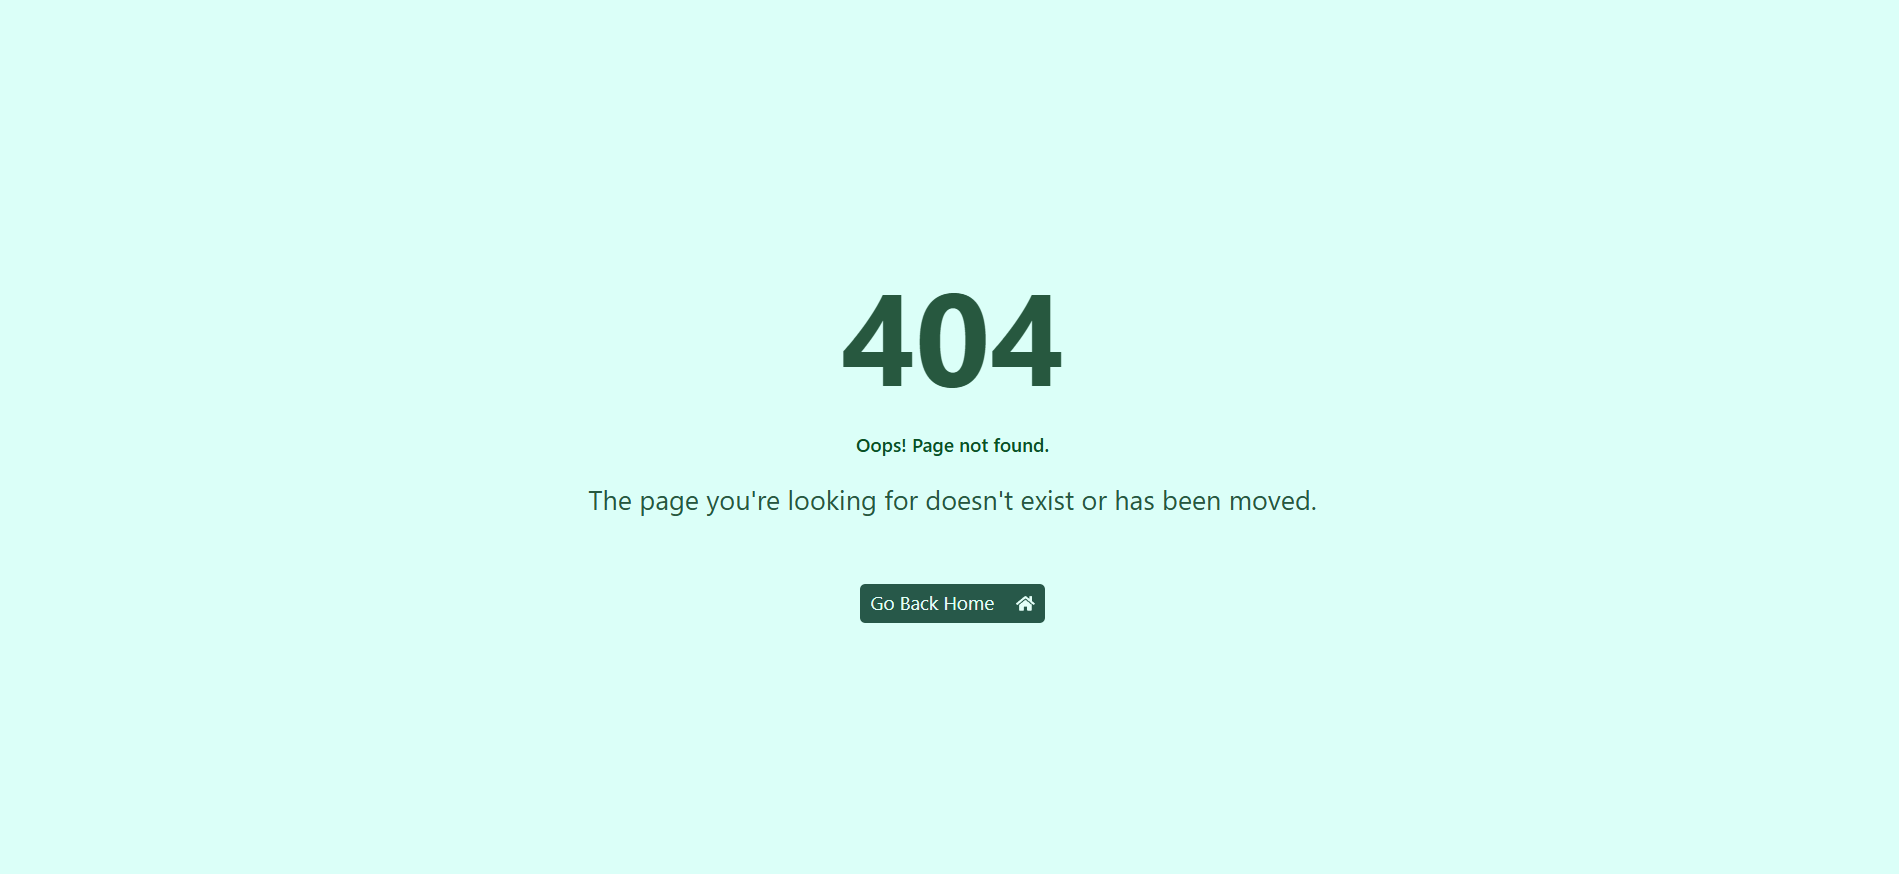 404
Oops! Page not found.
The page you're looking for doesn't exist or has been moved.
Go Back Home